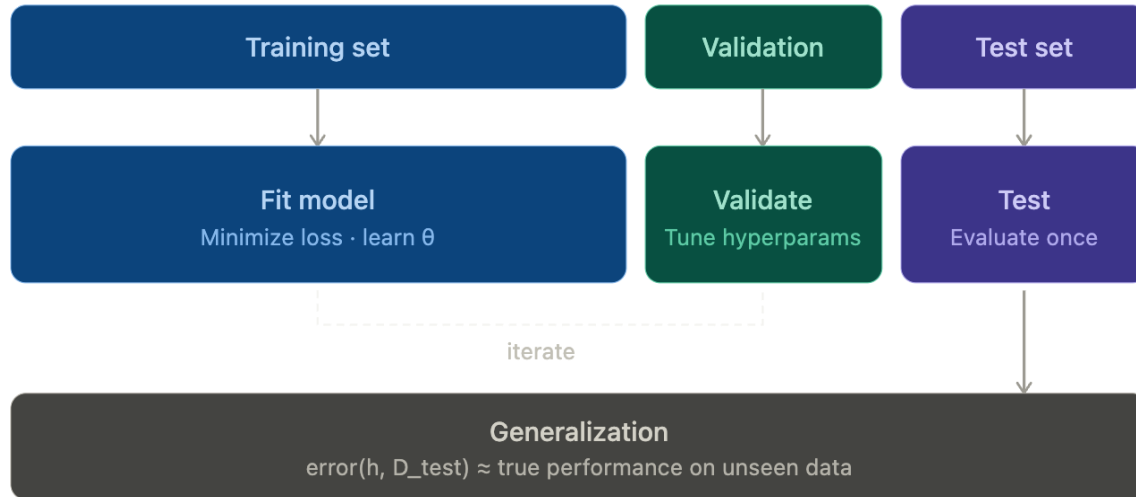 Training set
Validation
Test set
Fit model
Minimize loss · learn θ
Validate
Tune hyperparams
Test
Evaluate once
iterate
Generalization
error(h, D_test) ≈ true performance on unseen data